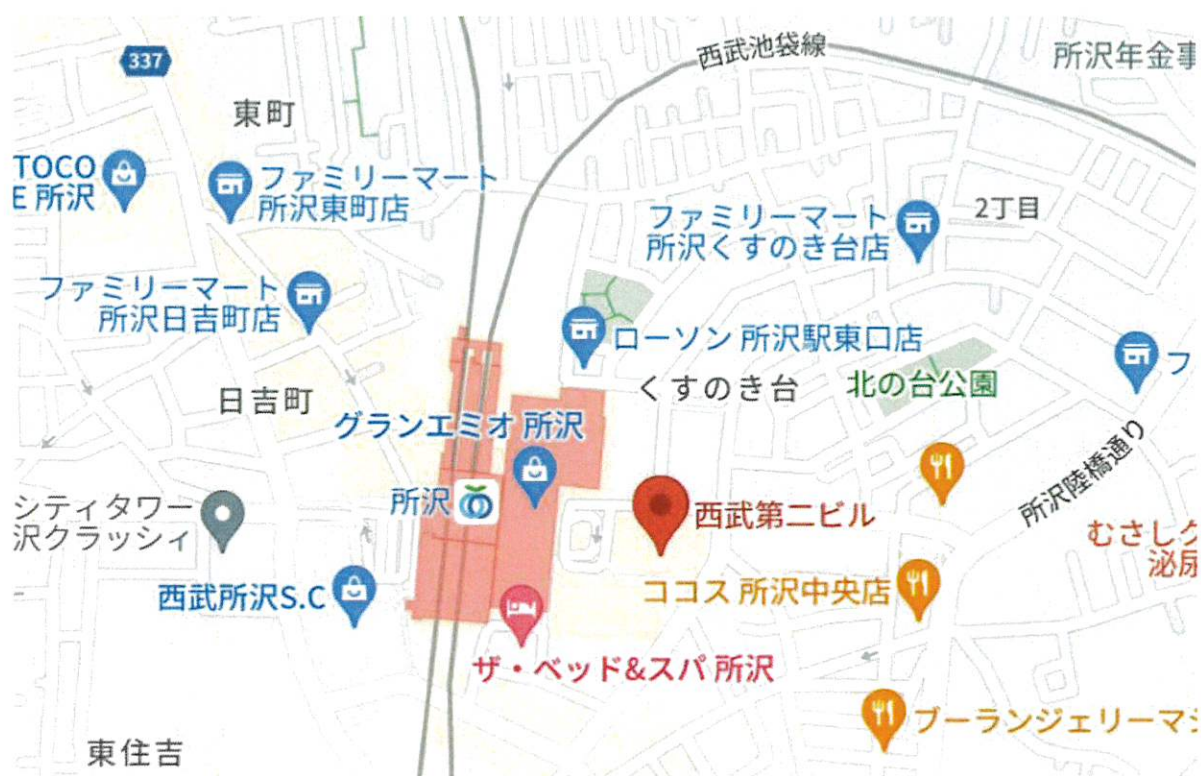 西武池袋線
所沢年金事
337
東町
TOCO
E 所沢
ファミリーマート
所沢東町店
ファミリーマート
所沢くすのき台店
2丁目
ファミリーマート
所沢日吉町店
ローソン 所沢駅東口店
フ
くすのき台
北の台公園
日吉町
グランエミオ 所沢
所沢
西武第二ビル
所沢陸橋通り
シティタワー
沢クラッシィ
むさしク
泌尿
西武所沢S.C
ココス 所沢中央店
ザ・ベッド&スパ 所沢
ブーランジェリーマ
東住吉